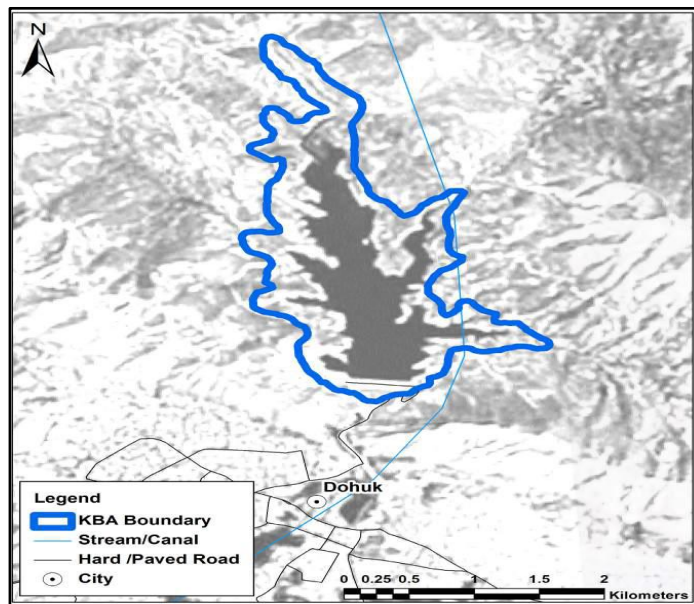 N
Dohuk
Legend
KBA Boundary
Stream/Canal
Hard /Paved Road
City
0 0.25 0.5 1 1.5 2
Kilometers